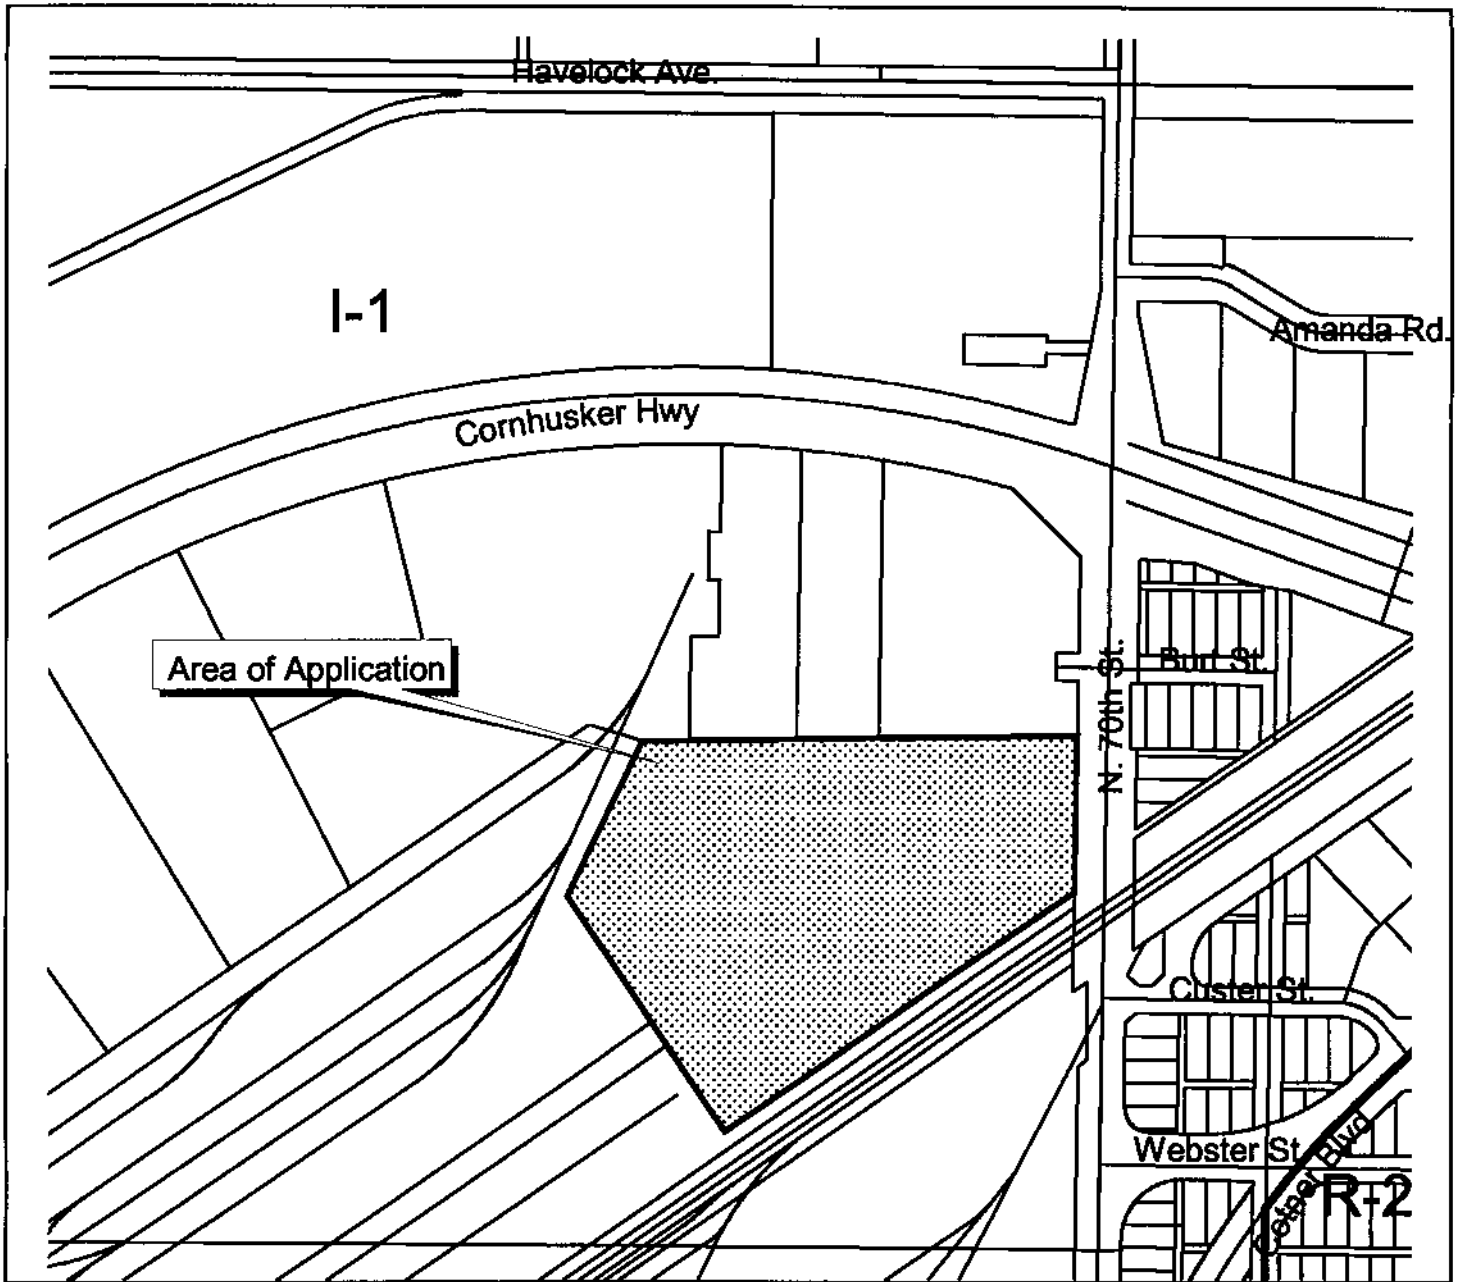 Havelock Ave.
I-1
Amanda Rd.
Cornhusker Hwy
Area of Application
Burt St.
N. 70th St.
Custer St.
Webster St.
Cotner Blvd
R-2